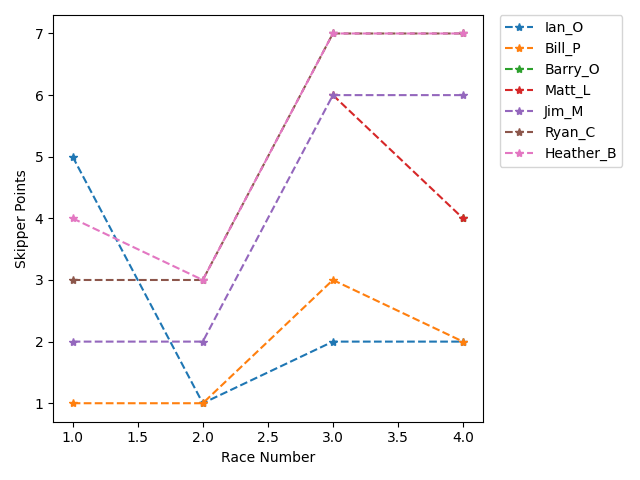 7
6
5
4
3
2
1
Skipper Points
1.0 1.5 2.0 2.5 3.0 3.5 4.0
Race Number
Ian_O
Bill_P
Barry_O
Matt_L
Jim_M
Ryan_C
Heather_B